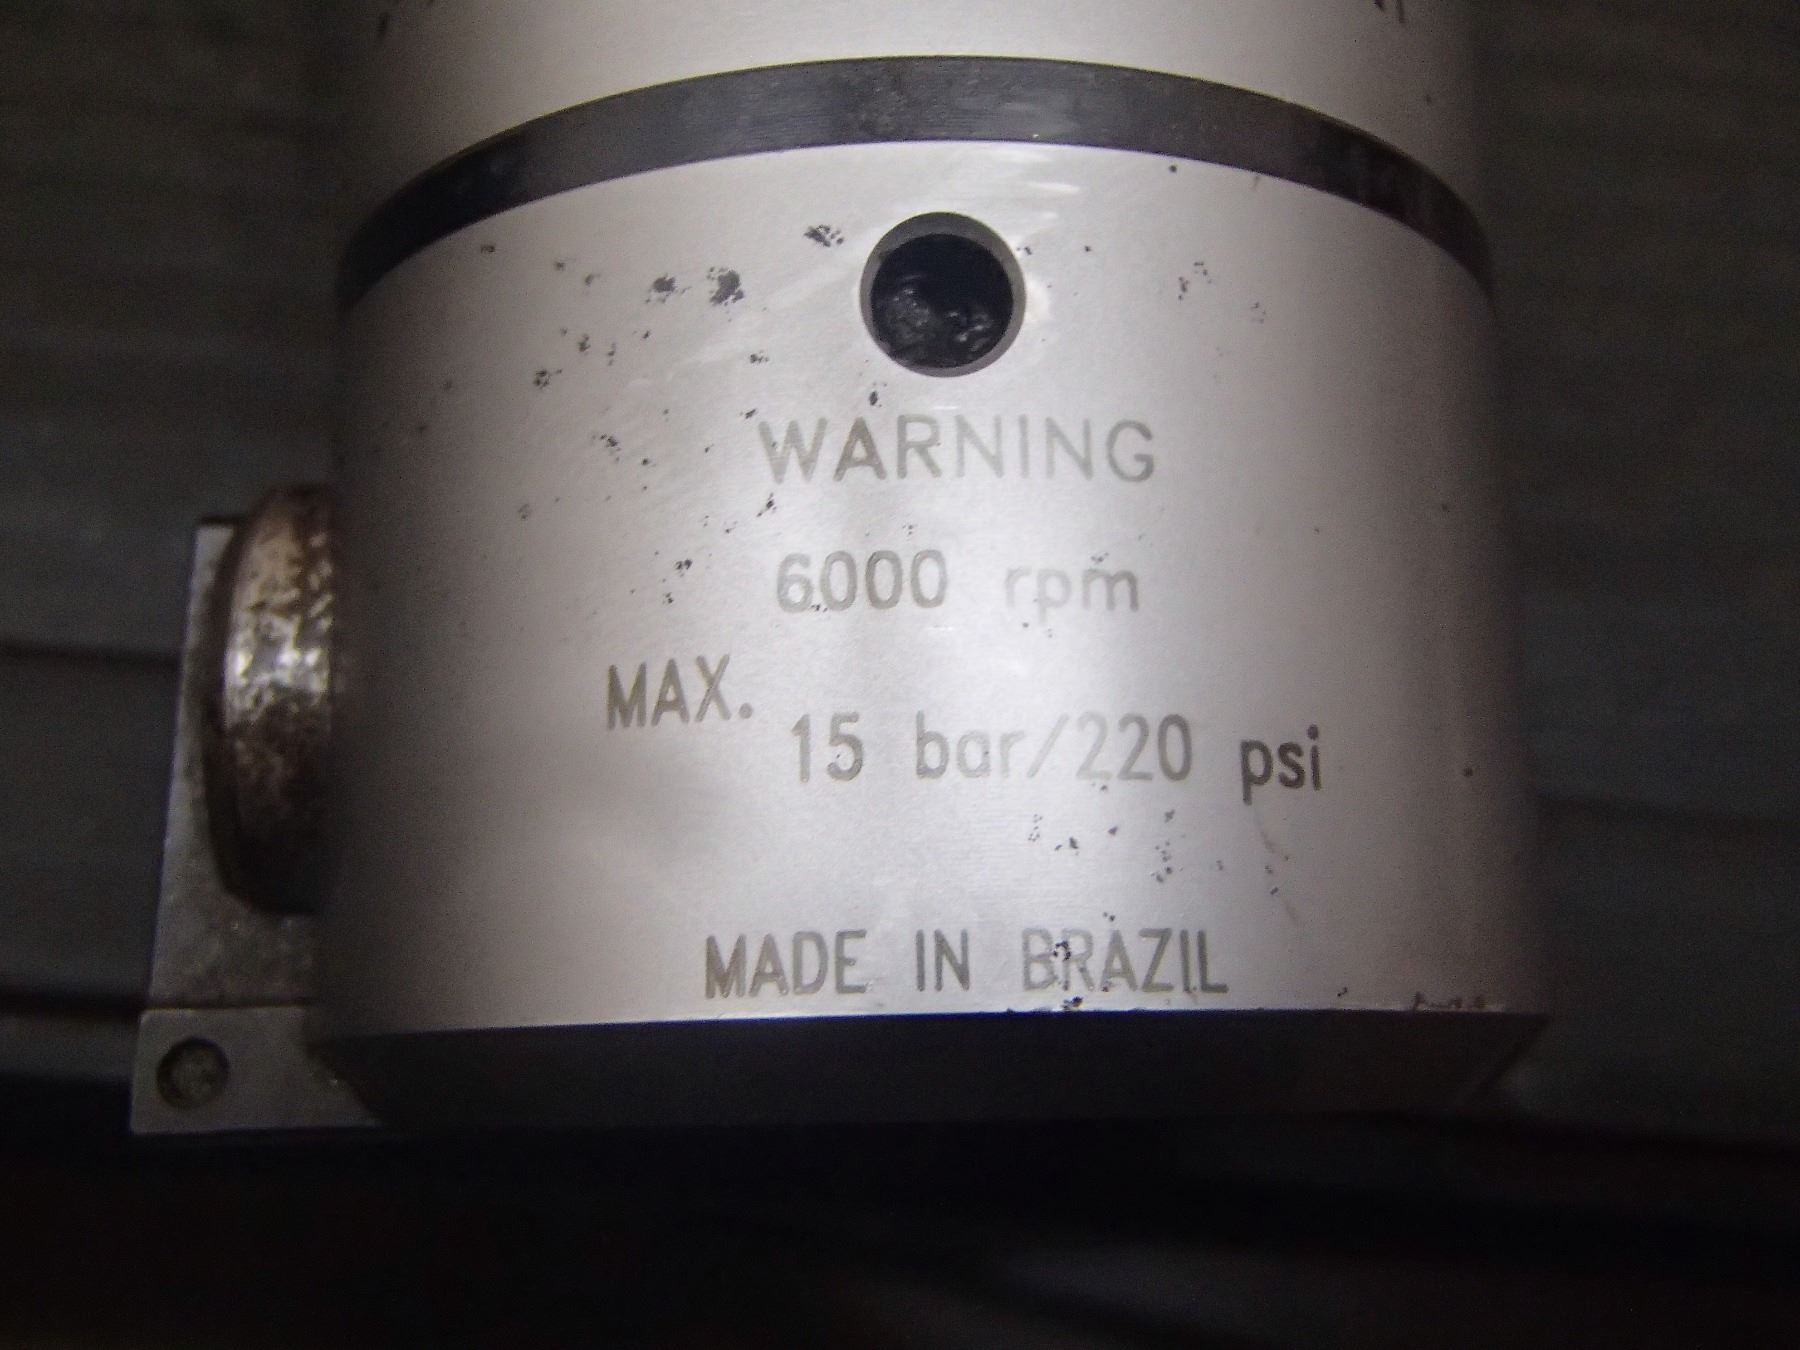 WARNING
6000 rpm
MAX.
15 bar/220 psi
MADE IN BRAZIL